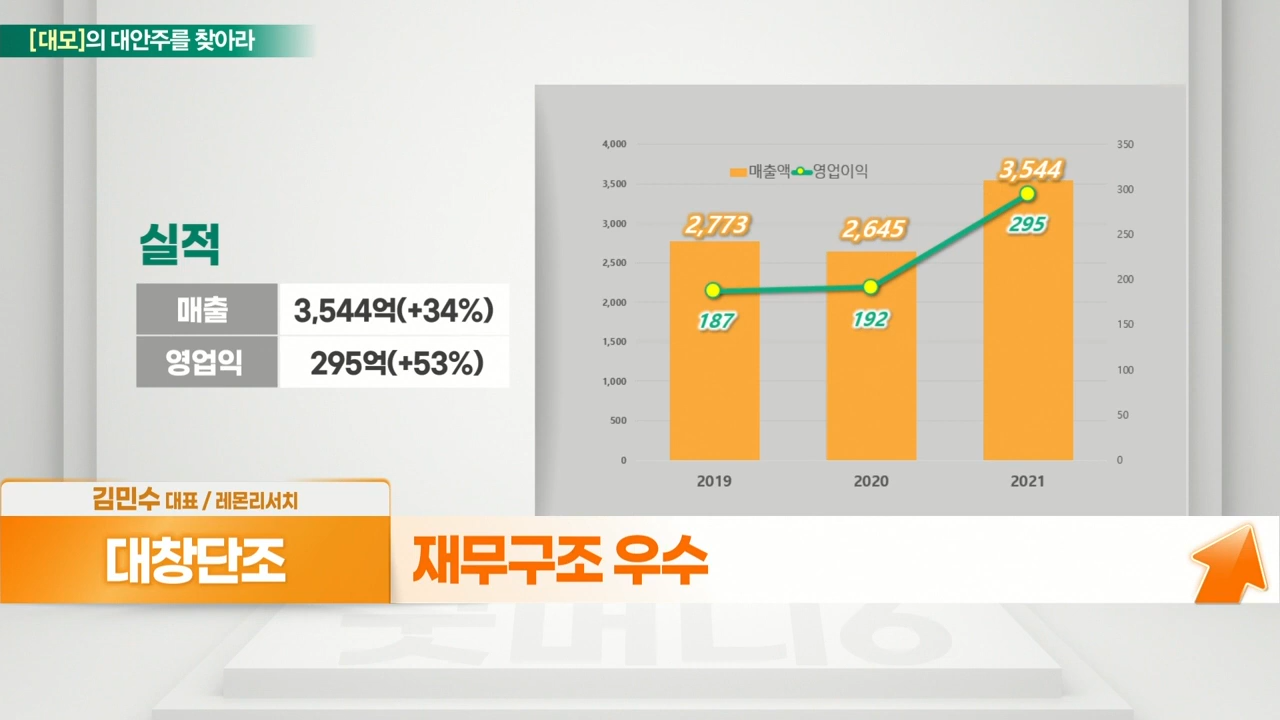 [대모]의 대안주를 찾아라
실적
매출 3,544억(+34%)
영업익 295억(+53%)
매출액 영업이익
4,000
3,500
3,000
2,500
2,000
1,500
1,000
500
0
350
300
250
200
150
100
50
0
2,773
2,645
3,544
187
192
295
2019 2020 2021
김민수 대표 / 레몬리서치
대창단조
재무구조 우수